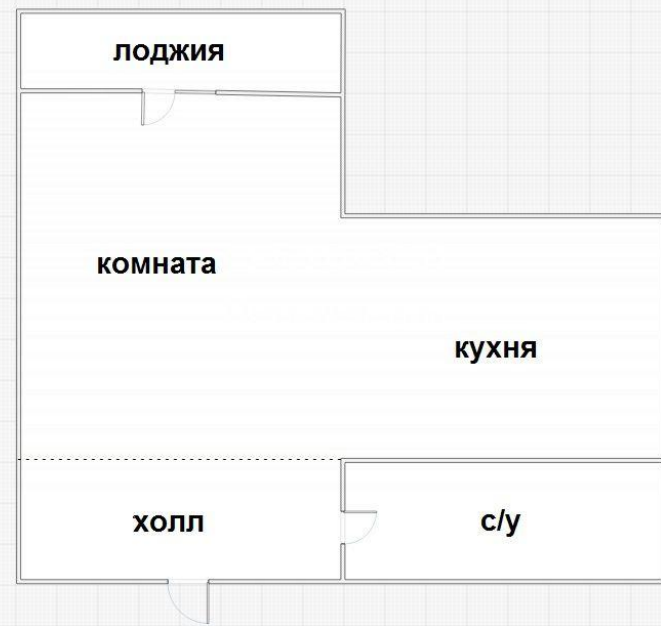 лоджия
комната
кухня
холл
с/у